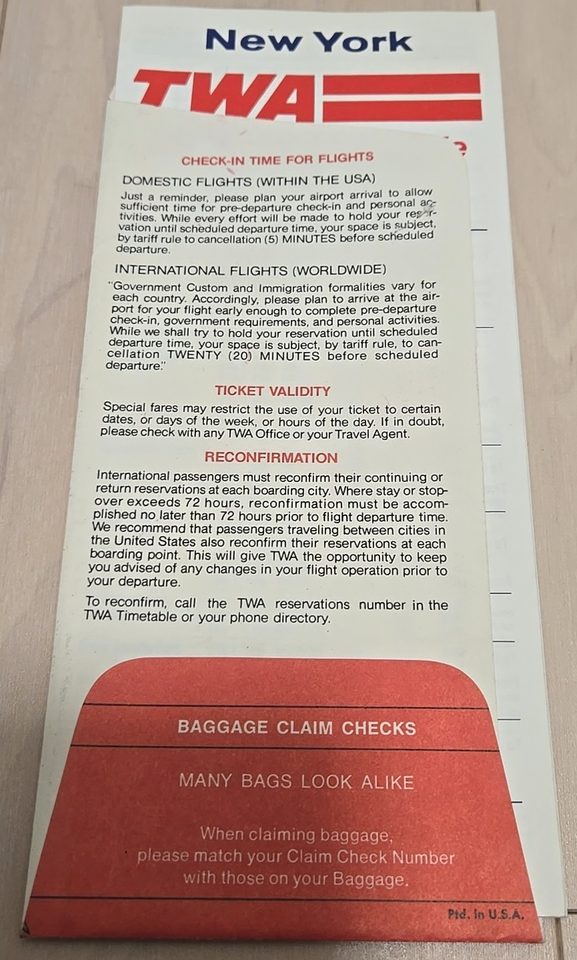 New York
TWA
CHECK-IN TIME FOR FLIGHTS
DOMESTIC FLIGHTS (WITHIN THE USA)
Just a reminder, please plan your airport arrival to allow
sufficient time for pre-departure check-in and personal ac-
tivities. While every effort will be made to hold your reser-
vation until scheduled departure time, your space is subject,
by tariff rule to cancellation (5) MINUTES before scheduled
departure.
INTERNATIONAL FLIGHTS (WORLDWIDE)
"Government Custom and Immigration formalities vary for
each country. Accordingly, please plan to arrive at the air-
port for your flight early enough to complete pre-departure
check-in, government requirements, and personal activities.
While we shall try to hold your reservation until scheduled
departure time, your space is subject, by tariff rule, to can-
cellation TWENTY (20) MINUTES before scheduled
departure."
TICKET VALIDITY
Special fares may restrict the use of your ticket to certain
dates, or days of the week, or hours of the day. If in doubt,
please check with any TWA Office or your Travel Agent.
RECONFIRMATION
International passengers must reconfirm their continuing or
return reservations at each boarding city. Where stay or stop-
over exceeds 72 hours, reconfirmation must be accom-
plished no later than 72 hours prior to flight departure time.
We recommend that passengers traveling between cities in
the United States also reconfirm their reservations at each
boarding point. This will give TWA the opportunity to keep
you advised of any changes in your flight operation prior to
your departure.
To reconfirm, call the TWA reservations number in the
TWA Timetable or your phone directory.
BAGGAGE CLAIM CHECKS
MANY BAGS LOOK ALIKE
When claiming baggage,
please match your Claim Check Number
with those on your Baggage.
Ptd. in U.S.A.